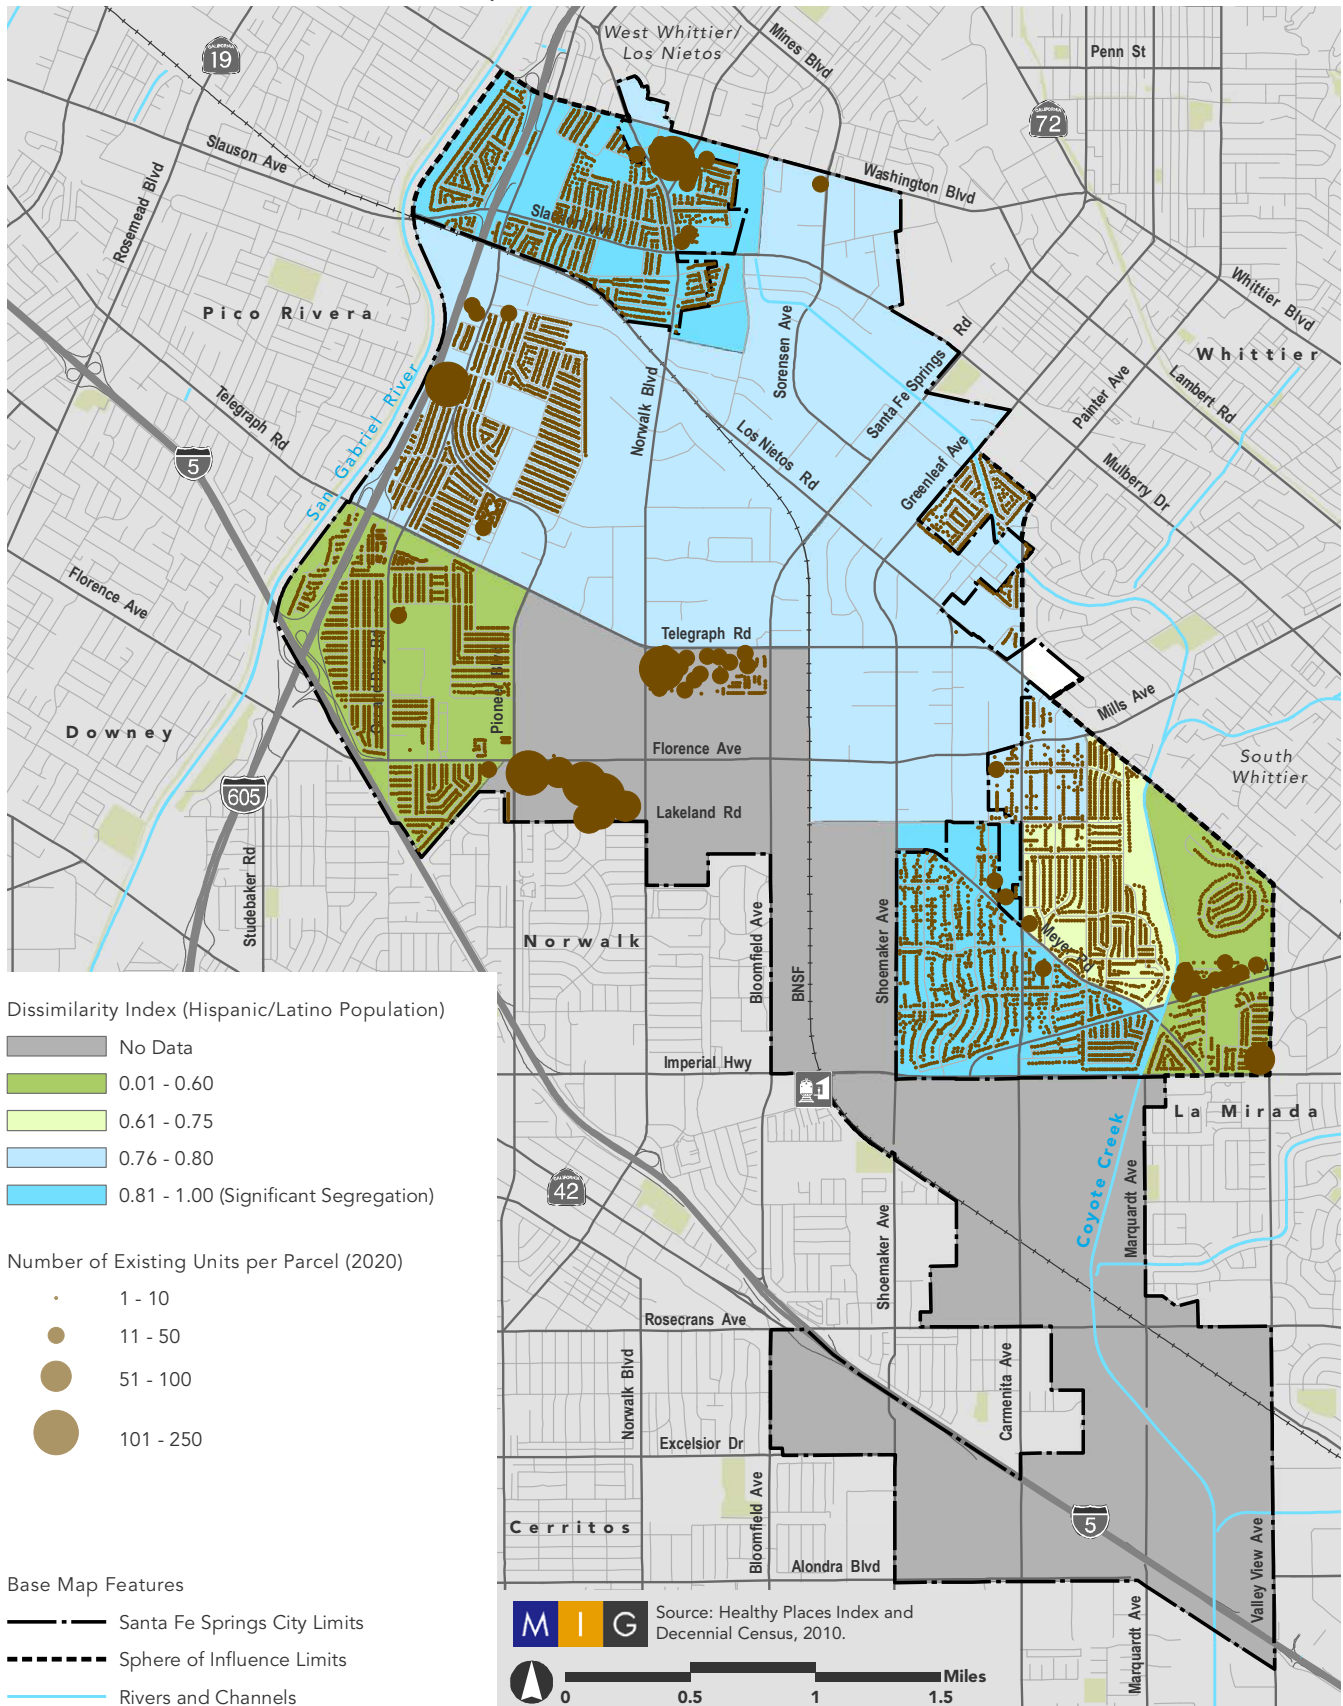 West Whittier/
Los Nietos
Mines Blvd
Penn St
CALIFORNIA
19
CALIFORNIA
72
Slauson Ave
Rosemead Blvd
Washington Blvd
Slauson Ave
Whittier Blvd
Pico Rivera
Whittier
Sorensen Ave
Santa Fe Springs Rd
Painter Ave
Lambert Rd
Telegraph Rd
San Gabriel River
Norwalk Blvd
Los Nietos Rd
Greenleaf Ave
Mulberry Dr
5
Florence Ave
Telegraph Rd
Pioneer Blvd
Mills Ave
Downey
Florence Ave
South
Whittier
605
Lakeland Rd
Studebaker Rd
Norwalk
Bloomfield Ave
BNSF
Shoemaker Ave
Meyer Rd
Imperial Hwy
La Mirada
Coyote Creek
Marquardt Ave
CALIFORNIA
42
Shoemaker Ave
Rosecrans Ave
Norwalk Blvd
Carmenita Ave
Excelsior Dr
Bloomfield Ave
Cerritos
5
Valley View Ave
Alondra Blvd
Marquardt Ave
Dissimilarity Index (Hispanic/Latino Population)
No Data
0.01 - 0.60
0.61 - 0.75
0.76 - 0.80
0.81 - 1.00 (Significant Segregation)
Number of Existing Units per Parcel (2020)
1 - 10
11 - 50
51 - 100
101 - 250
Base Map Features
Santa Fe Springs City Limits
Sphere of Influence Limits
Rivers and Channels
M I G
Source: Healthy Places Index and
Decennial Census, 2010.
Miles
0 0.5 1 1.5